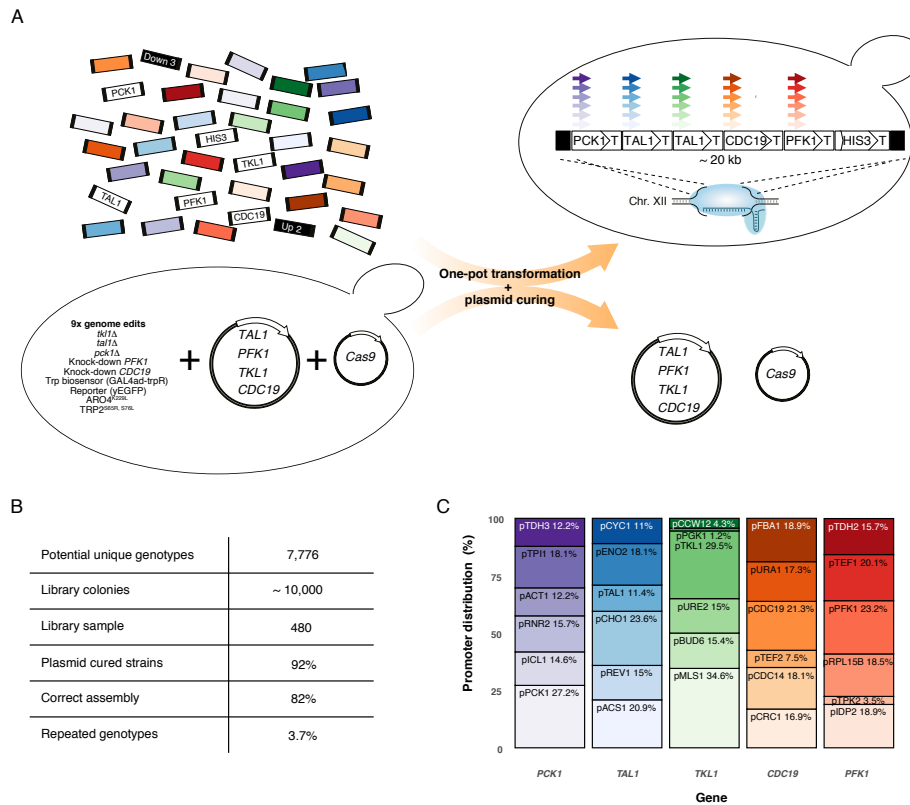 A
Down 3
PCK1
HIS3
TKL1
TAL1
PFK1
CDC19
Up 2
PCK T TAL1 T TAL1 T CDC19 T PFK1 T HIS3 T
~ 20 kb
Chr. XII
One-pot transformation
+
plasmid curing
9x genome edits
tkl1Δ
tal1Δ
pck1Δ
Knock-down PFK1
Knock-down CDC19
Trp biosensor (GAL4ad-trpR)
Reporter (yEGFP)
ARO4K229L
TRP2S65R, S76L
+
TAL1
PFK1
TKL1
CDC19
+
Cas9
TAL1
PFK1
TKL1
CDC19
Cas9
B
Potential unique genotypes 7,776
Library colonies ~ 10,000
Library sample 480
Plasmid cured strains 92%
Correct assembly 82%
Repeated genotypes 3.7%
C
Promoter distribution (%)
100
75
50
25
0
pTDH3 12.2%
pTPI1 18.1%
pACT1 12.2%
pRNR2 15.7%
pICL1 14.6%
pPCK1 27.2%
pCYC1 11%
pENO2 18.1%
pTAL1 11.4%
pCHO1 23.6%
pREV1 15%
pACS1 20.9%
pCCW12 4.3%
pPGK1 1.2%
pTKL1 29.5%
pURE2 15%
pBUD6 15.4%
pMLS1 34.6%
pFBA1 18.9%
pURA1 17.3%
pCDC19 21.3%
pTEF2 7.5%
pCDC14 18.1%
pCRC1 16.9%
pTDH2 15.7%
pTEF1 20.1%
pPFK1 23.2%
pRPL15B 18.5%
pTPK2 3.5%
pIDP2 18.9%
PCK1 TAL1 TKL1 CDC19 PFK1
Gene